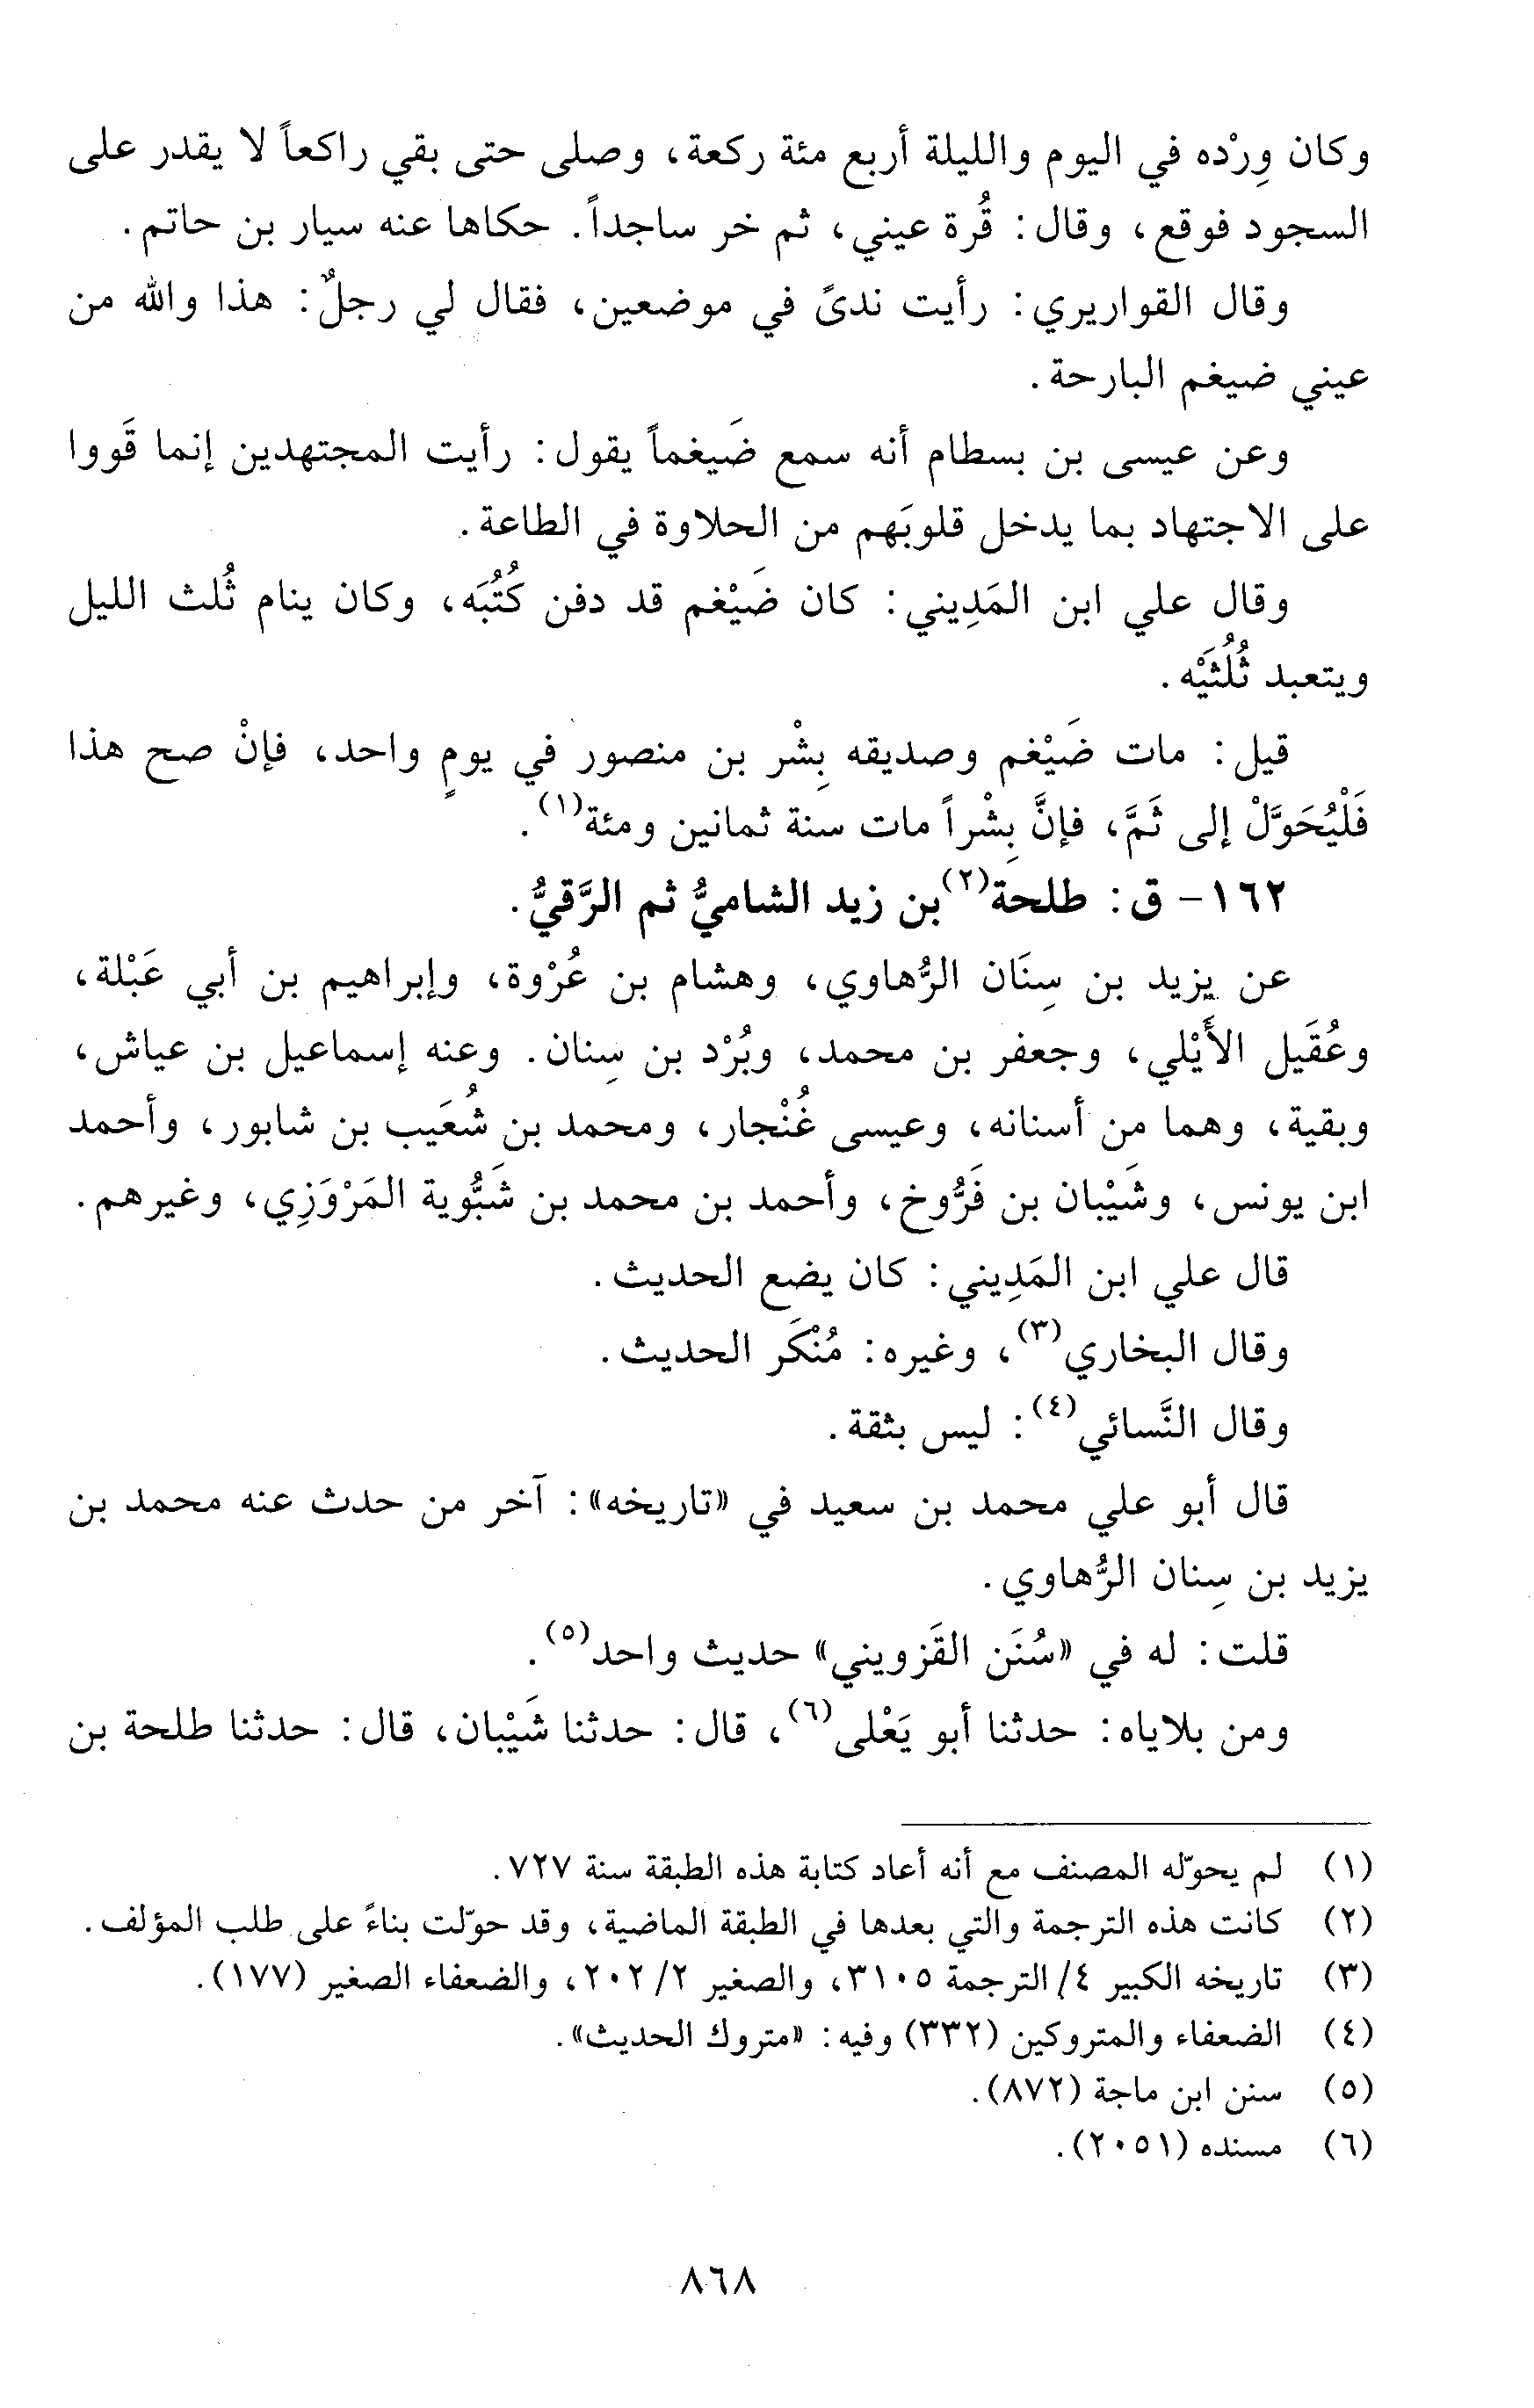 وكان وِرْده في اليوم والليلة أربع مئة ركعة، وصلى حتى بقي راكعاً لا يقدر على
السجود فوقع، وقال: قُرة عيني، ثم خر ساجداً. حكاها عنه سيار بن حاتم.
وقال القواريري: رأيت ندىً في موضعين، فقال لي رجلٌ: هذا والله من
عيني ضيغم البارحة.
وعن عيسى بن بسطام أنه سمع ضَيغماً يقول: رأيت المجتهدين إنما قَووا
على الاجتهاد بما يدخل قلوبَهم من الحلاوة في الطاعة.
وقال علي ابن المَدِيني: كان ضَيْغم قد دفن كُتُبَه، وكان ينام ثُلث الليل
ويتعبد ثُلُثَيْه.
قيل: مات ضَيْغم وصديقه بِشْر بن منصور في يومٍ واحد، فإنْ صح هذا
فَلْيُحَوَّلْ إلى ثَمَّ، فإنَّ بِشْراً مات سنة ثمانين ومئة(١).
١٦٢- ق: طلحة(٢) بن زيد الشاميُّ ثم الرَّقيُّ.
عن يزيد بن سِنَان الرُّهاوي، وهشام بن عُرْوة، وإبراهيم بن أبي عَبْلة،
وعُقَيل الأَيْلي، وجعفر بن محمد، وبُرْد بن سِنان. وعنه إسماعيل بن عياش،
وبقية، وهما من أسنانه، وعيسى غُنْجار، ومحمد بن شُعَيب بن شابور، وأحمد
ابن يونس، وشَيْبان بن فَرُّوخ، وأحمد بن محمد بن شَبُّوية المَرْوَزِي، وغيرهم.
قال علي ابن المَدِيني: كان يضع الحديث.
وقال البخاري(٣)، وغيره: مُنْكَر الحديث.
وقال النَّسائي(٤): ليس بثقة.
قال أبو علي محمد بن سعيد في «تاريخه»: آخر من حدث عنه محمد بن
يزيد بن سِنان الرُّهاوي.
قلت: له في «سُنَن القَزويني» حديث واحد(٥).
ومن بلاياه: حدثنا أبو يَعْلى(٦)، قال: حدثنا شَيْبان، قال: حدثنا طلحة بن
(١) لم يحوّله المصنف مع أنه أعاد كتابة هذه الطبقة سنة ٧٢٧.
(٢) كانت هذه الترجمة والتي بعدها في الطبقة الماضية، وقد حوّلت بناءً على طلب المؤلف.
(٣) تاريخه الكبير ٤/ الترجمة ٣١٠٥، والصغير ٢/ ٢٠٢، والضعفاء الصغير (١٧٧).
(٤) الضعفاء والمتروكين (٣٣٢) وفيه: «متروك الحديث».
(٥) سنن ابن ماجة (٨٧٢).
(٦) مسنده (٢٠٥١).
٨٦٨